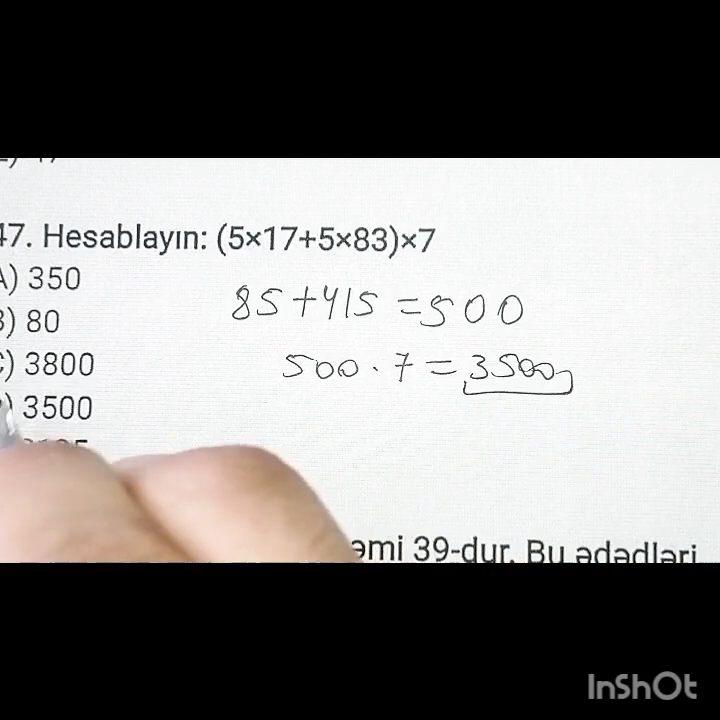 47. Hesablayın: (5×17+5×83)×7
A) 350
B) 80
C) 3800
) 3500
85+415=500
500·7=3500
əmi 39-dur. Bu ədədləri
InShOt